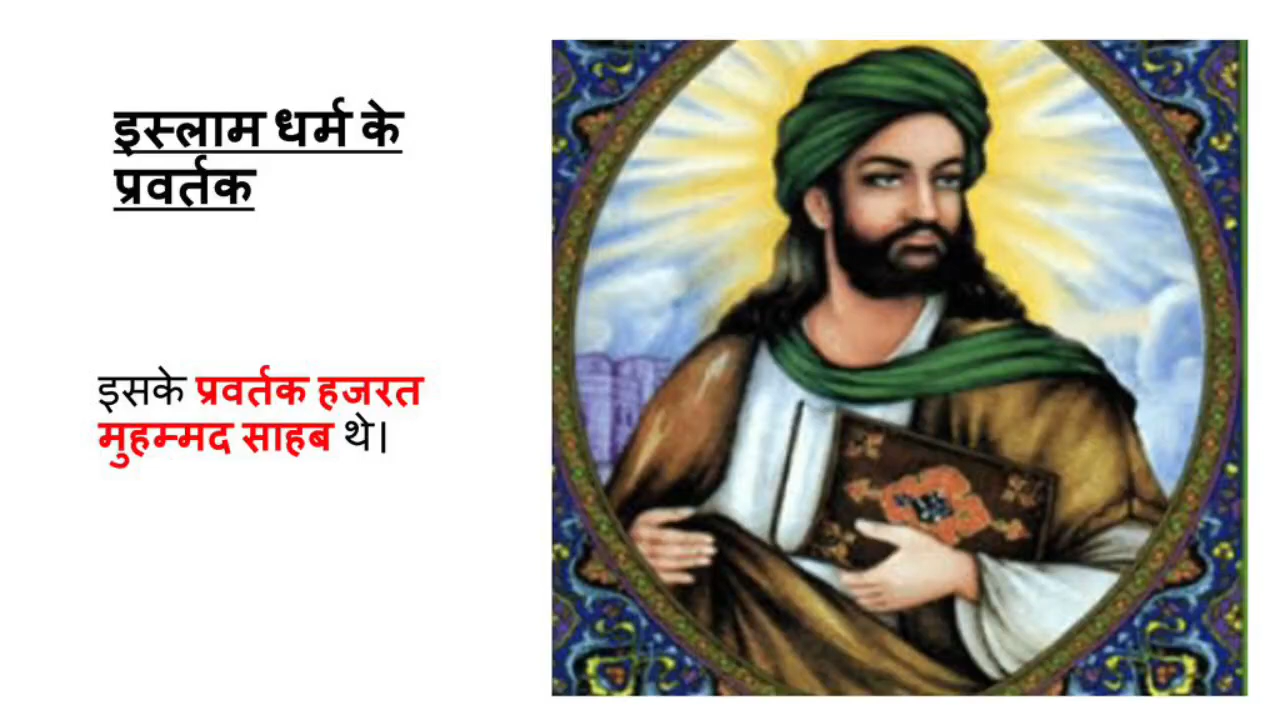 इस्लाम धर्म के
प्रवर्तक
इसके प्रवर्तक हजरत
मुहम्मद साहब थे।